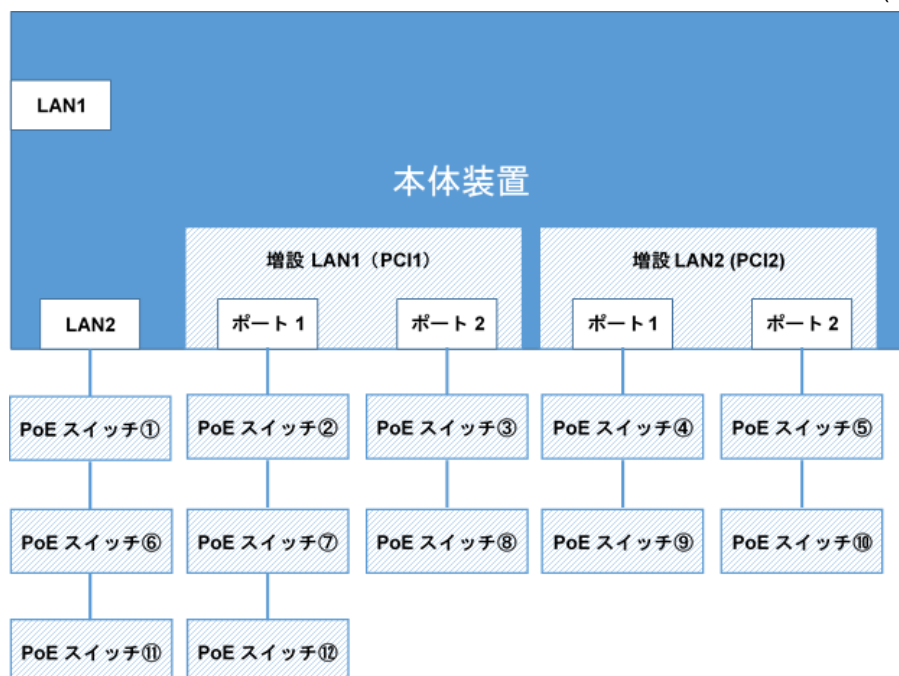 (
LAN1
本体装置
増設 LAN1（PCI1）
増設 LAN2 (PCI2)
LAN2
ポート 1
ポート 2
ポート 1
ポート 2
PoE スイッチ①
PoE スイッチ②
PoE スイッチ③
PoE スイッチ④
PoE スイッチ⑤
PoE スイッチ⑥
PoE スイッチ⑦
PoE スイッチ⑧
PoE スイッチ⑨
PoE スイッチ⑩
PoE スイッチ⑪
PoE スイッチ⑫